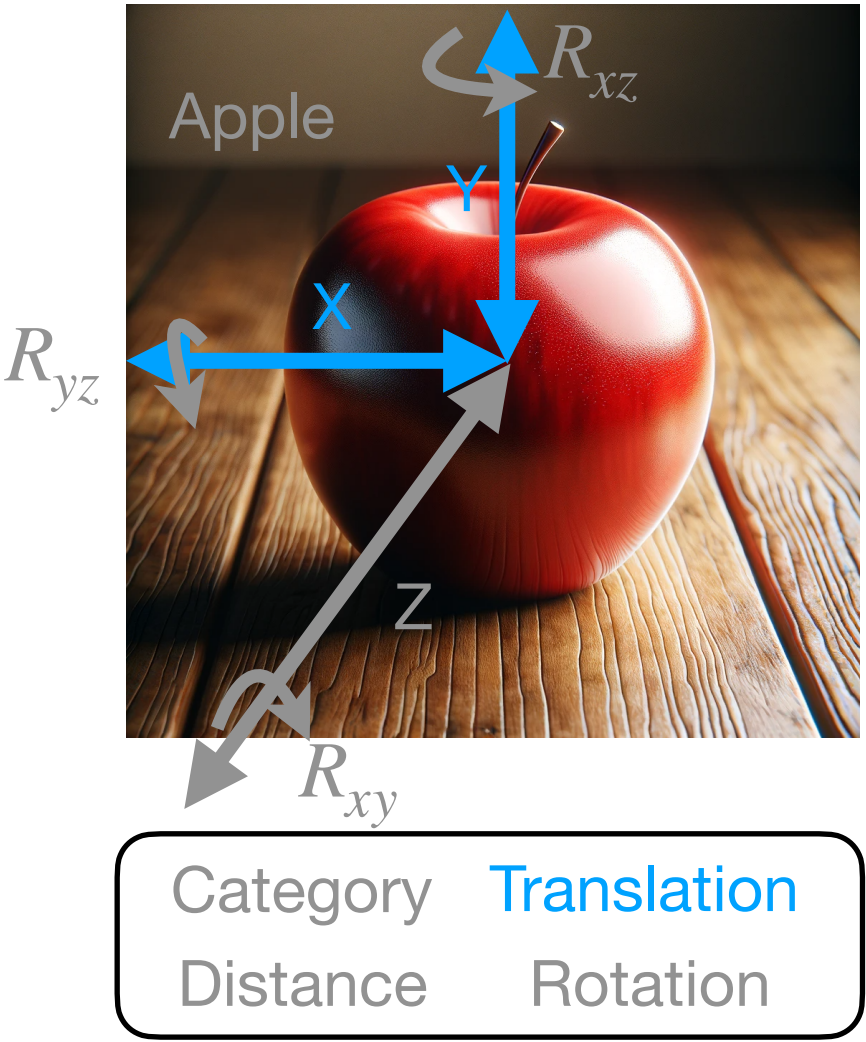 R_xz
Apple
Y
X
R_yz
Z
R_xy
Category Translation
Distance Rotation